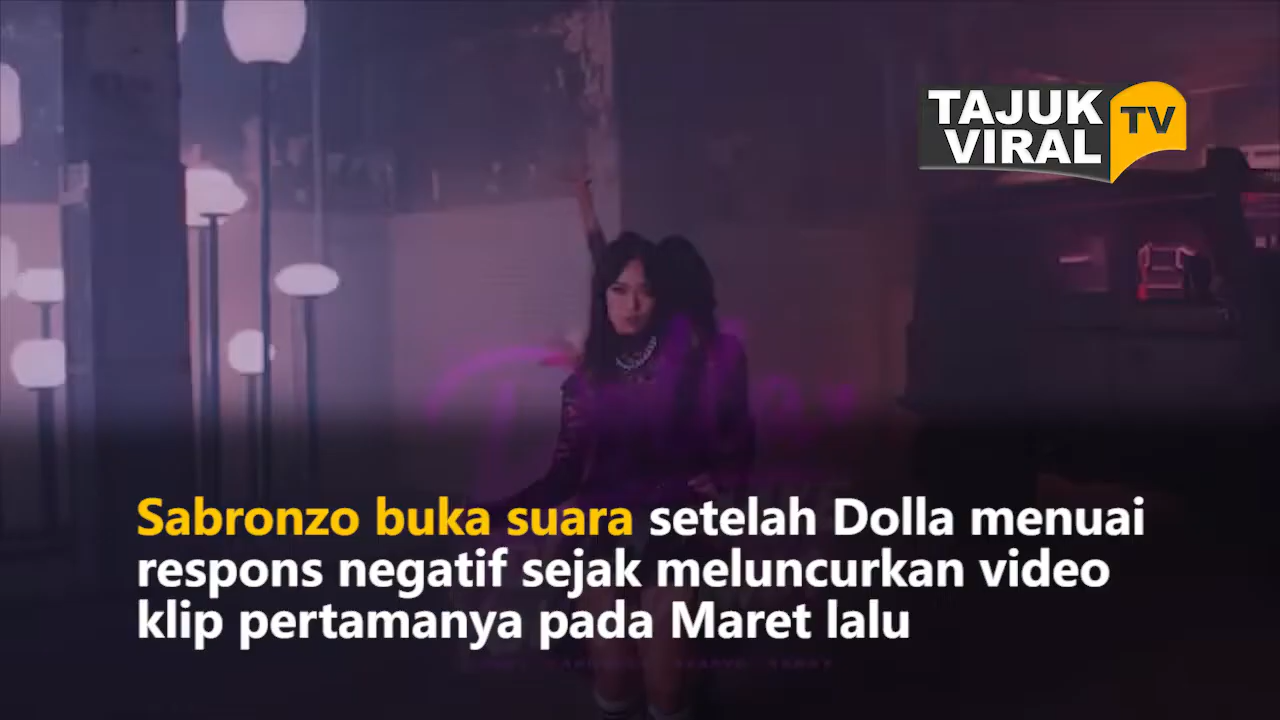 TAJUK
VIRAL
TV
Sabronzo buka suara setelah Dolla menuai
respons negatif sejak meluncurkan video
klip pertamanya pada Maret lalu